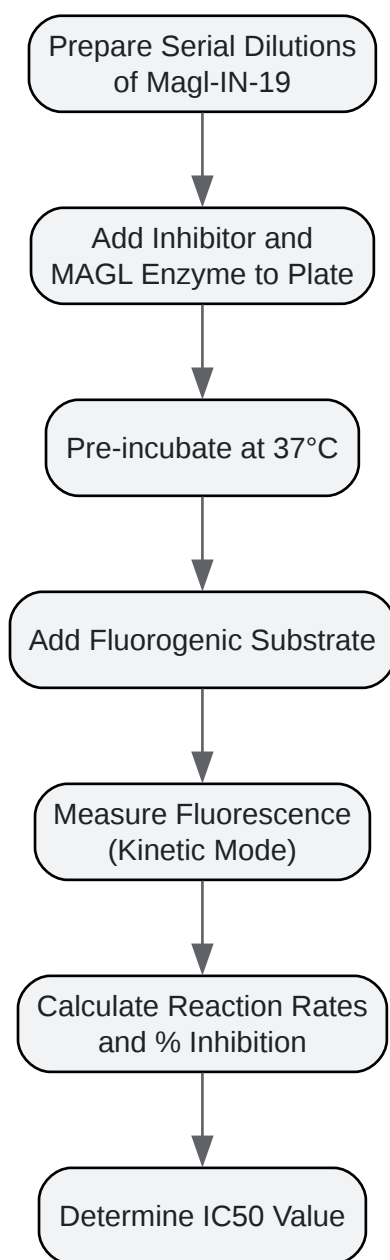 Prepare Serial Dilutions
of Magl-IN-19
Add Inhibitor and
MAGL Enzyme to Plate
Pre-incubate at 37°C
Add Fluorogenic Substrate
Measure Fluorescence
(Kinetic Mode)
Calculate Reaction Rates
and % Inhibition
Determine IC50 Value